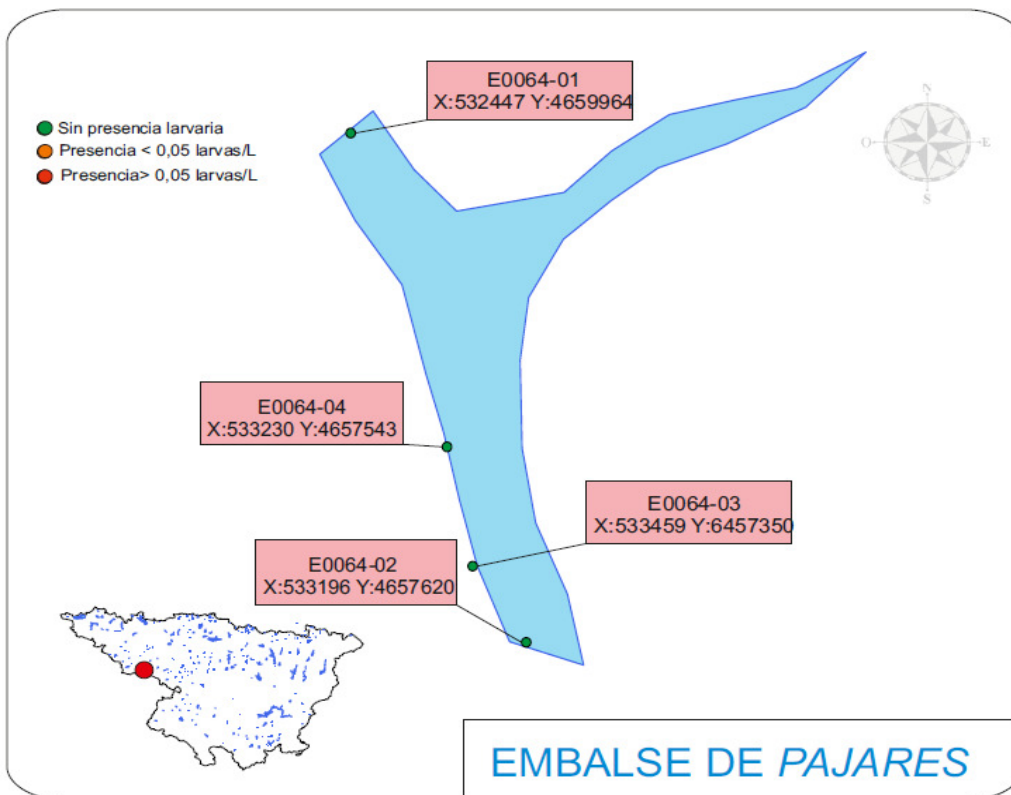 E0064-01
X:532447 Y:4659964
Sin presencia larvaria
Presencia < 0,05 larvas/L
Presencia> 0,05 larvas/L
N
O
E
S
E0064-04
X:533230 Y:4657543
E0064-03
X:533459 Y:6457350
E0064-02
X:533196 Y:4657620
EMBALSE DE PAJARES